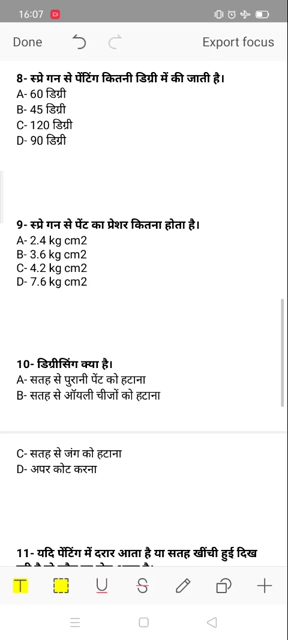 16:07
Done
Export focus
8- स्प्रे गन से पेंटिंग कितनी डिग्री में की जाती है।
A- 60 डिग्री
B- 45 डिग्री
C- 120 डिग्री
D- 90 डिग्री
9- स्प्रे गन से पेंट का प्रेशर कितना होता है।
A- 2.4 kg cm2
B- 3.6 kg cm2
C- 4.2 kg cm2
D- 7.6 kg cm2
10- डिग्रीसिंग क्या है।
A- सतह से पुरानी पेंट को हटाना
B- सतह से ऑयली चीजों को हटाना
C- सतह से जंग को हटाना
D- अपर कोट करना
11- यदि पेंटिंग में दरार आता है या सतह खींची हुई दिख